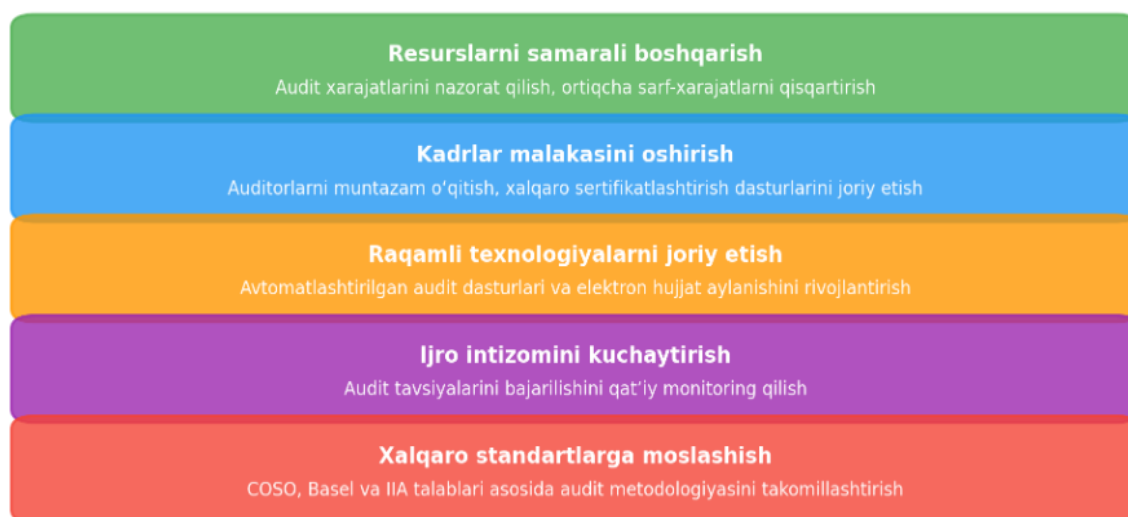 Resurslarni samarali boshqarish
Audit xarajatlarini nazorat qilish, ortiqcha sarf-xarajatlarni qisqartirish
Kadrlar malakasini oshirish
Auditorlarni muntazam o‘qitish, xalqaro sertifikatlashtirish dasturlarini joriy etish
Raqamli texnologiyalarni joriy etish
Avtomatlashtirilgan audit dasturlari va elektron hujjat aylanishini rivojlantirish
Ijro intizomini kuchaytirish
Audit tavsiyalarini bajarilishini qat’iy monitoring qilish
Xalqaro standartlarga moslashish
COSO, Basel va IIA talablari asosida audit metodologiyasini takomillashtirish